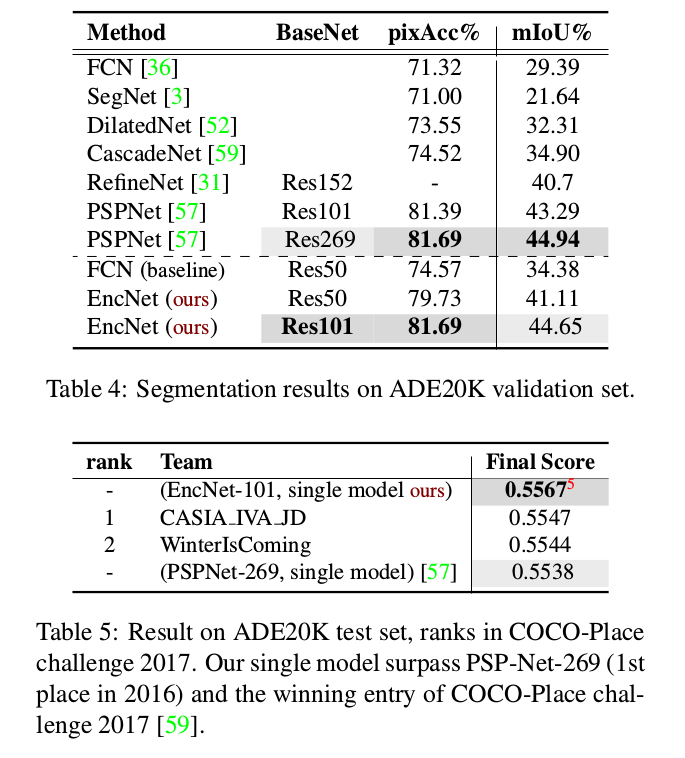 Method BaseNet pixAcc% mIoU%
FCN [36] 71.32 29.39
SegNet [3] 71.00 21.64
DilatedNet [52] 73.55 32.31
CascadeNet [59] 74.52 34.90
RefineNet [31] Res152 - 40.7
PSPNet [57] Res101 81.39 43.29
PSPNet [57] Res269 81.69 44.94
FCN (baseline) Res50 74.57 34.38
EncNet (ours) Res50 79.73 41.11
EncNet (ours) Res101 81.69 44.65
Table 4: Segmentation results on ADE20K validation set.
rank Team Final Score
- (EncNet-101, single model ours) 0.5567⁵
1 CASIA_IVA_JD 0.5547
2 WinterIsComing 0.5544
- (PSPNet-269, single model) [57] 0.5538
Table 5: Result on ADE20K test set, ranks in COCO-Place
challenge 2017. Our single model surpass PSP-Net-269 (1st
place in 2016) and the winning entry of COCO-Place chal-
lenge 2017 [59].